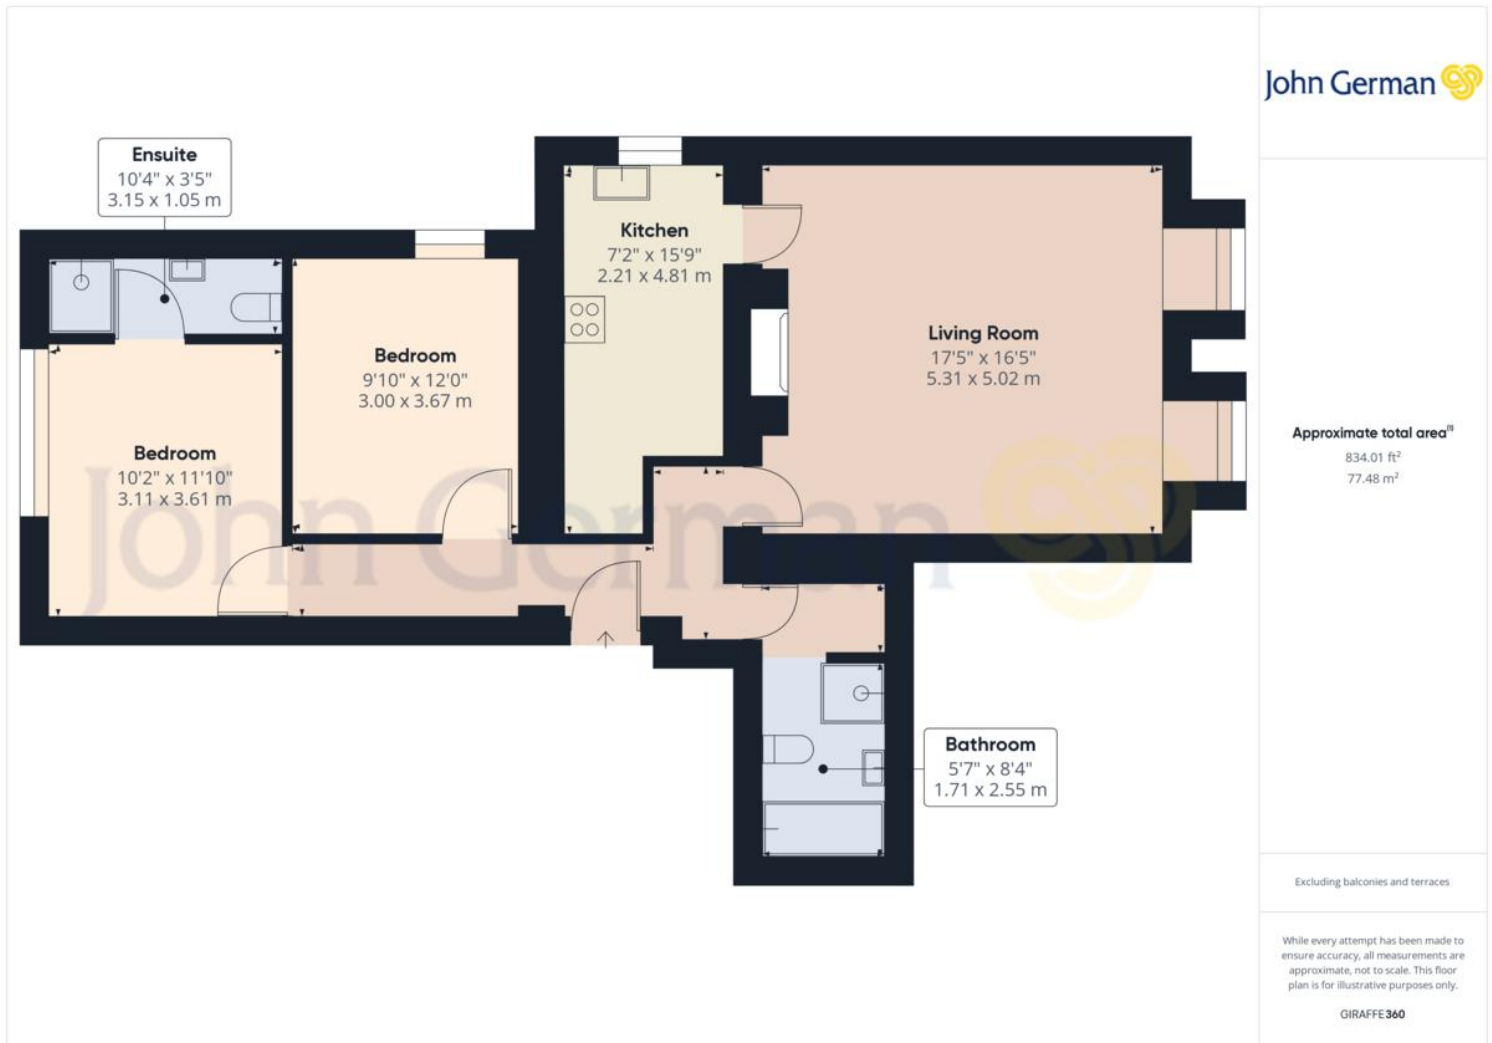 John German
Ensuite
10'4" x 3'5"
3.15 x 1.05 m
Kitchen
7'2" x 15'9"
2.21 x 4.81 m
Living Room
17'5" x 16'5"
5.31 x 5.02 m
Bedroom
9'10" x 12'0"
3.00 x 3.67 m
Bedroom
10'2" x 11'10"
3.11 x 3.61 m
John German
Bathroom
5'7" x 8'4"
1.71 x 2.55 m
Approximate total area⁽¹⁾
834.01 ft²
77.48 m²
Excluding balconies and terraces
While every attempt has been made to
ensure accuracy, all measurements are
approximate, not to scale. This floor
plan is for illustrative purposes only.
GIRAFFE360